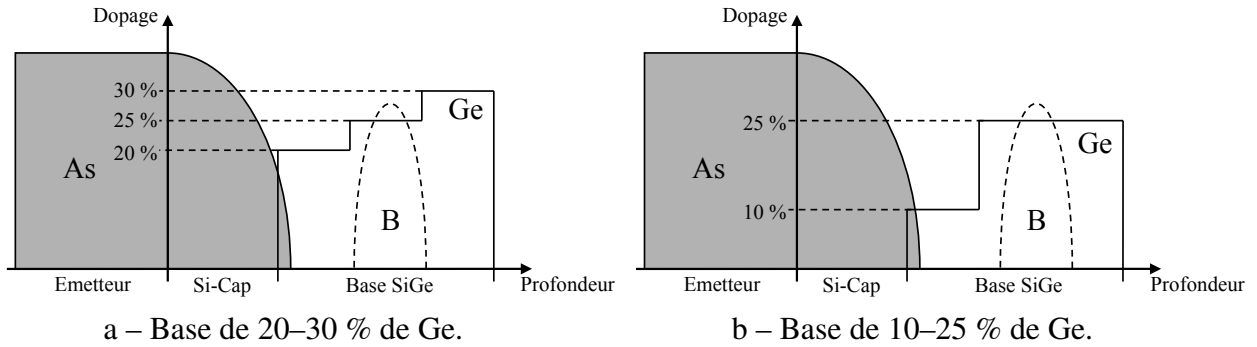 Dopage
30 %
25 %
20 %
As
Ge
B
Emetteur
Si-Cap
Base SiGe
Profondeur
a – Base de 20–30 % de Ge.
Dopage
25 %
10 %
As
Ge
B
Emetteur
Si-Cap
Base SiGe
Profondeur
b – Base de 10–25 % de Ge.